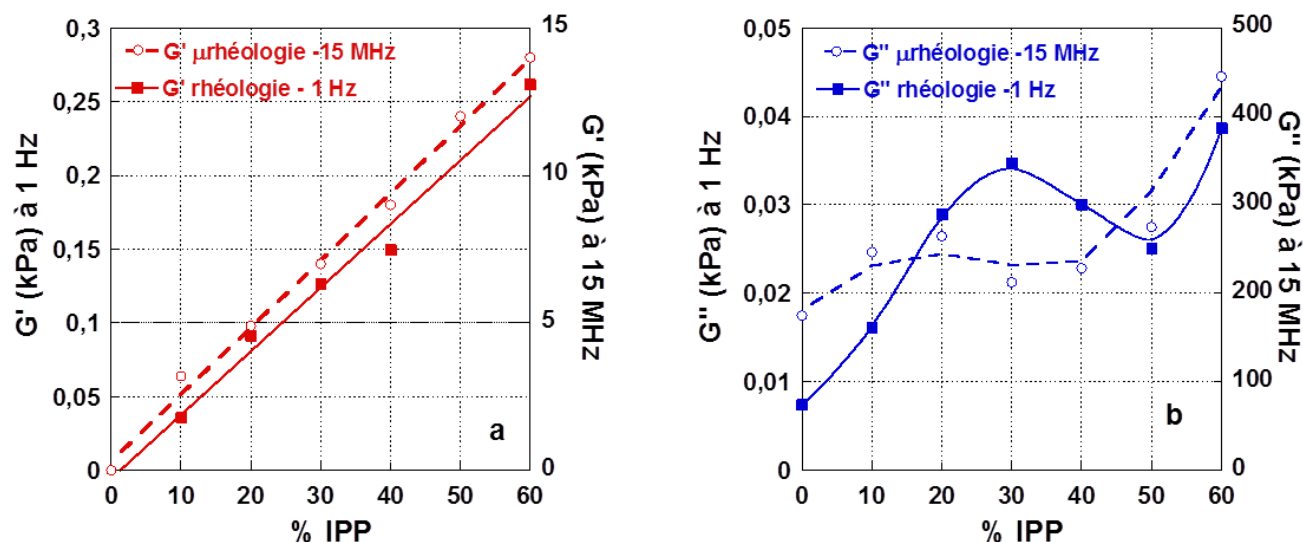 0,3
0,25
0,2
0,15
0,1
0,05
0
G' (kPa) à 1 Hz
G' µrhéologie -15 MHz
G' rhéologie - 1 Hz
a
15
10
5
0
G' (kPa) à 15 MHz
0 10 20 30 40 50 60
% IPP
0,05
0,04
0,03
0,02
0,01
0
G'' (kPa) à 1 Hz
G'' µrhéologie -15 MHz
G'' rhéologie -1 Hz
b
500
400
300
200
100
0
G'' (kPa) à 15 MHz
0 10 20 30 40 50 60
% IPP